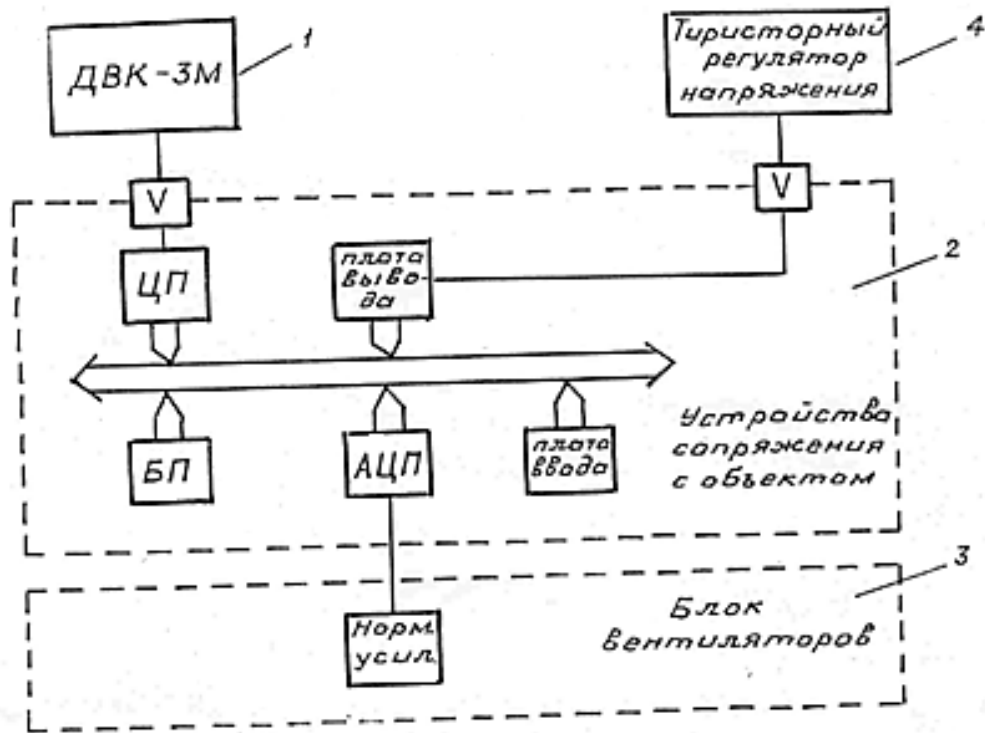 1
ДВК-3М
4
Тиристорный
регулятор
напряжения
V
V
2
ЦП
плата
выво-
да
БП
АЦП
плата
ввода
Устройства
сопряжения
с объектом
3
Норм.
усил.
Блок
вентиляторов